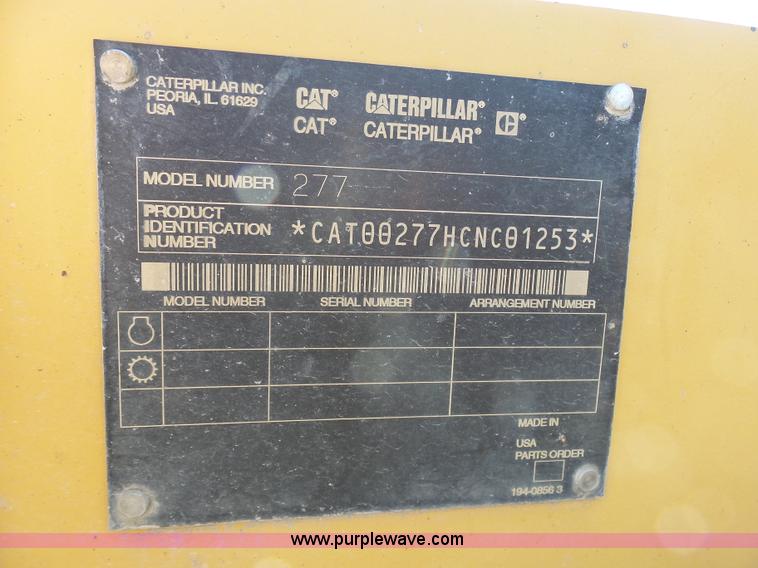 CATERPILLAR INC.
PEORIA, IL. 61629
USA
CAT® CATERPILLAR®
CAT® CATERPILLAR® C®
MODEL NUMBER 277
PRODUCT
IDENTIFICATION
NUMBER *CAT00277HCNC01253*
MODEL NUMBER SERIAL NUMBER ARRANGEMENT NUMBER
MADE IN
USA
PARTS ORDER
194-0856 3
www.purplewave.com